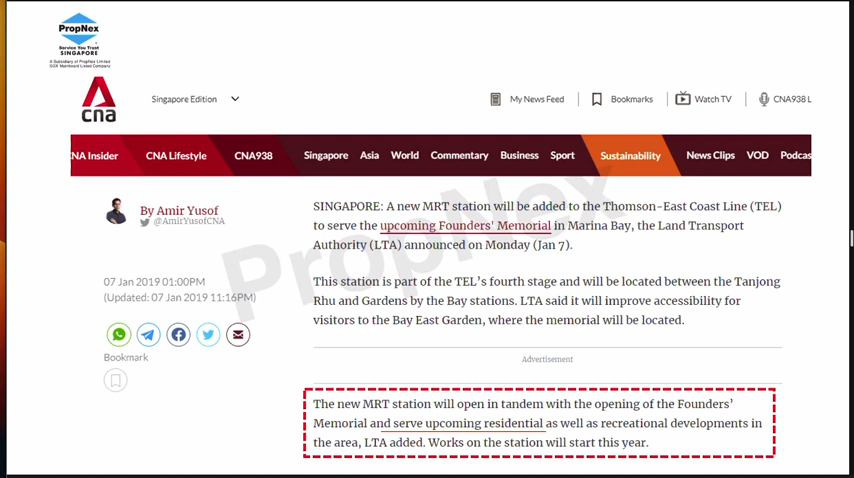 PropNex
Service You Trust
SINGAPORE
A Subsidiary of PropNex Limited
SGX Mainboard Listed Company
cna
Singapore Edition
My News Feed
Bookmarks
Watch TV
CNA938 L
NA Insider
CNA Lifestyle
CNA938
Singapore
Asia
World
Commentary
Business
Sport
Sustainability
News Clips
VOD
Podcas
By Amir Yusof
@AmirYusofCNA
07 Jan 2019 01:00PM
(Updated: 07 Jan 2019 11:16PM)
Bookmark
SINGAPORE: A new MRT station will be added to the Thomson-East Coast Line (TEL)
to serve the upcoming Founders' Memorial in Marina Bay, the Land Transport
Authority (LTA) announced on Monday (Jan 7).
This station is part of the TEL's fourth stage and will be located between the Tanjong
Rhu and Gardens by the Bay stations. LTA said it will improve accessibility for
visitors to the Bay East Garden, where the memorial will be located.
Advertisement
The new MRT station will open in tandem with the opening of the Founders'
Memorial and serve upcoming residential as well as recreational developments in
the area, LTA added. Works on the station will start this year.
PropNex